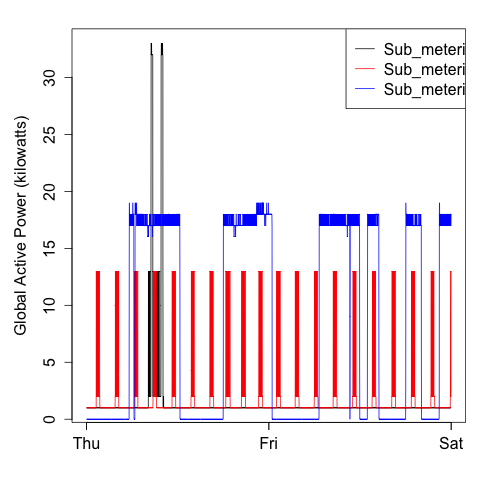 Sub_meteri
Sub_meteri
Sub_meteri
Global Active Power (kilowatts)
30
25
20
15
10
5
0
Thu Fri Sat